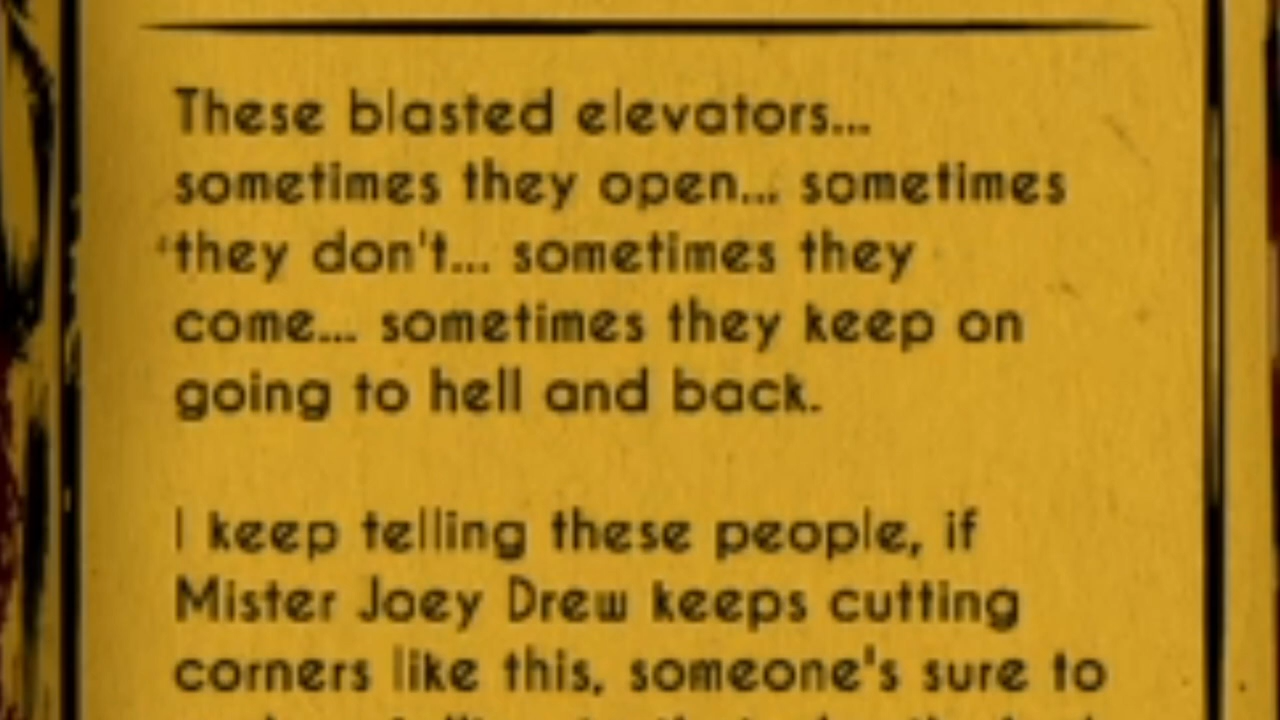 These blasted elevators...
sometimes they open... sometimes
they don't... sometimes they
come... sometimes they keep on
going to hell and back.
I keep telling these people, if
Mister Joey Drew keeps cutting
corners like this, someone's sure to